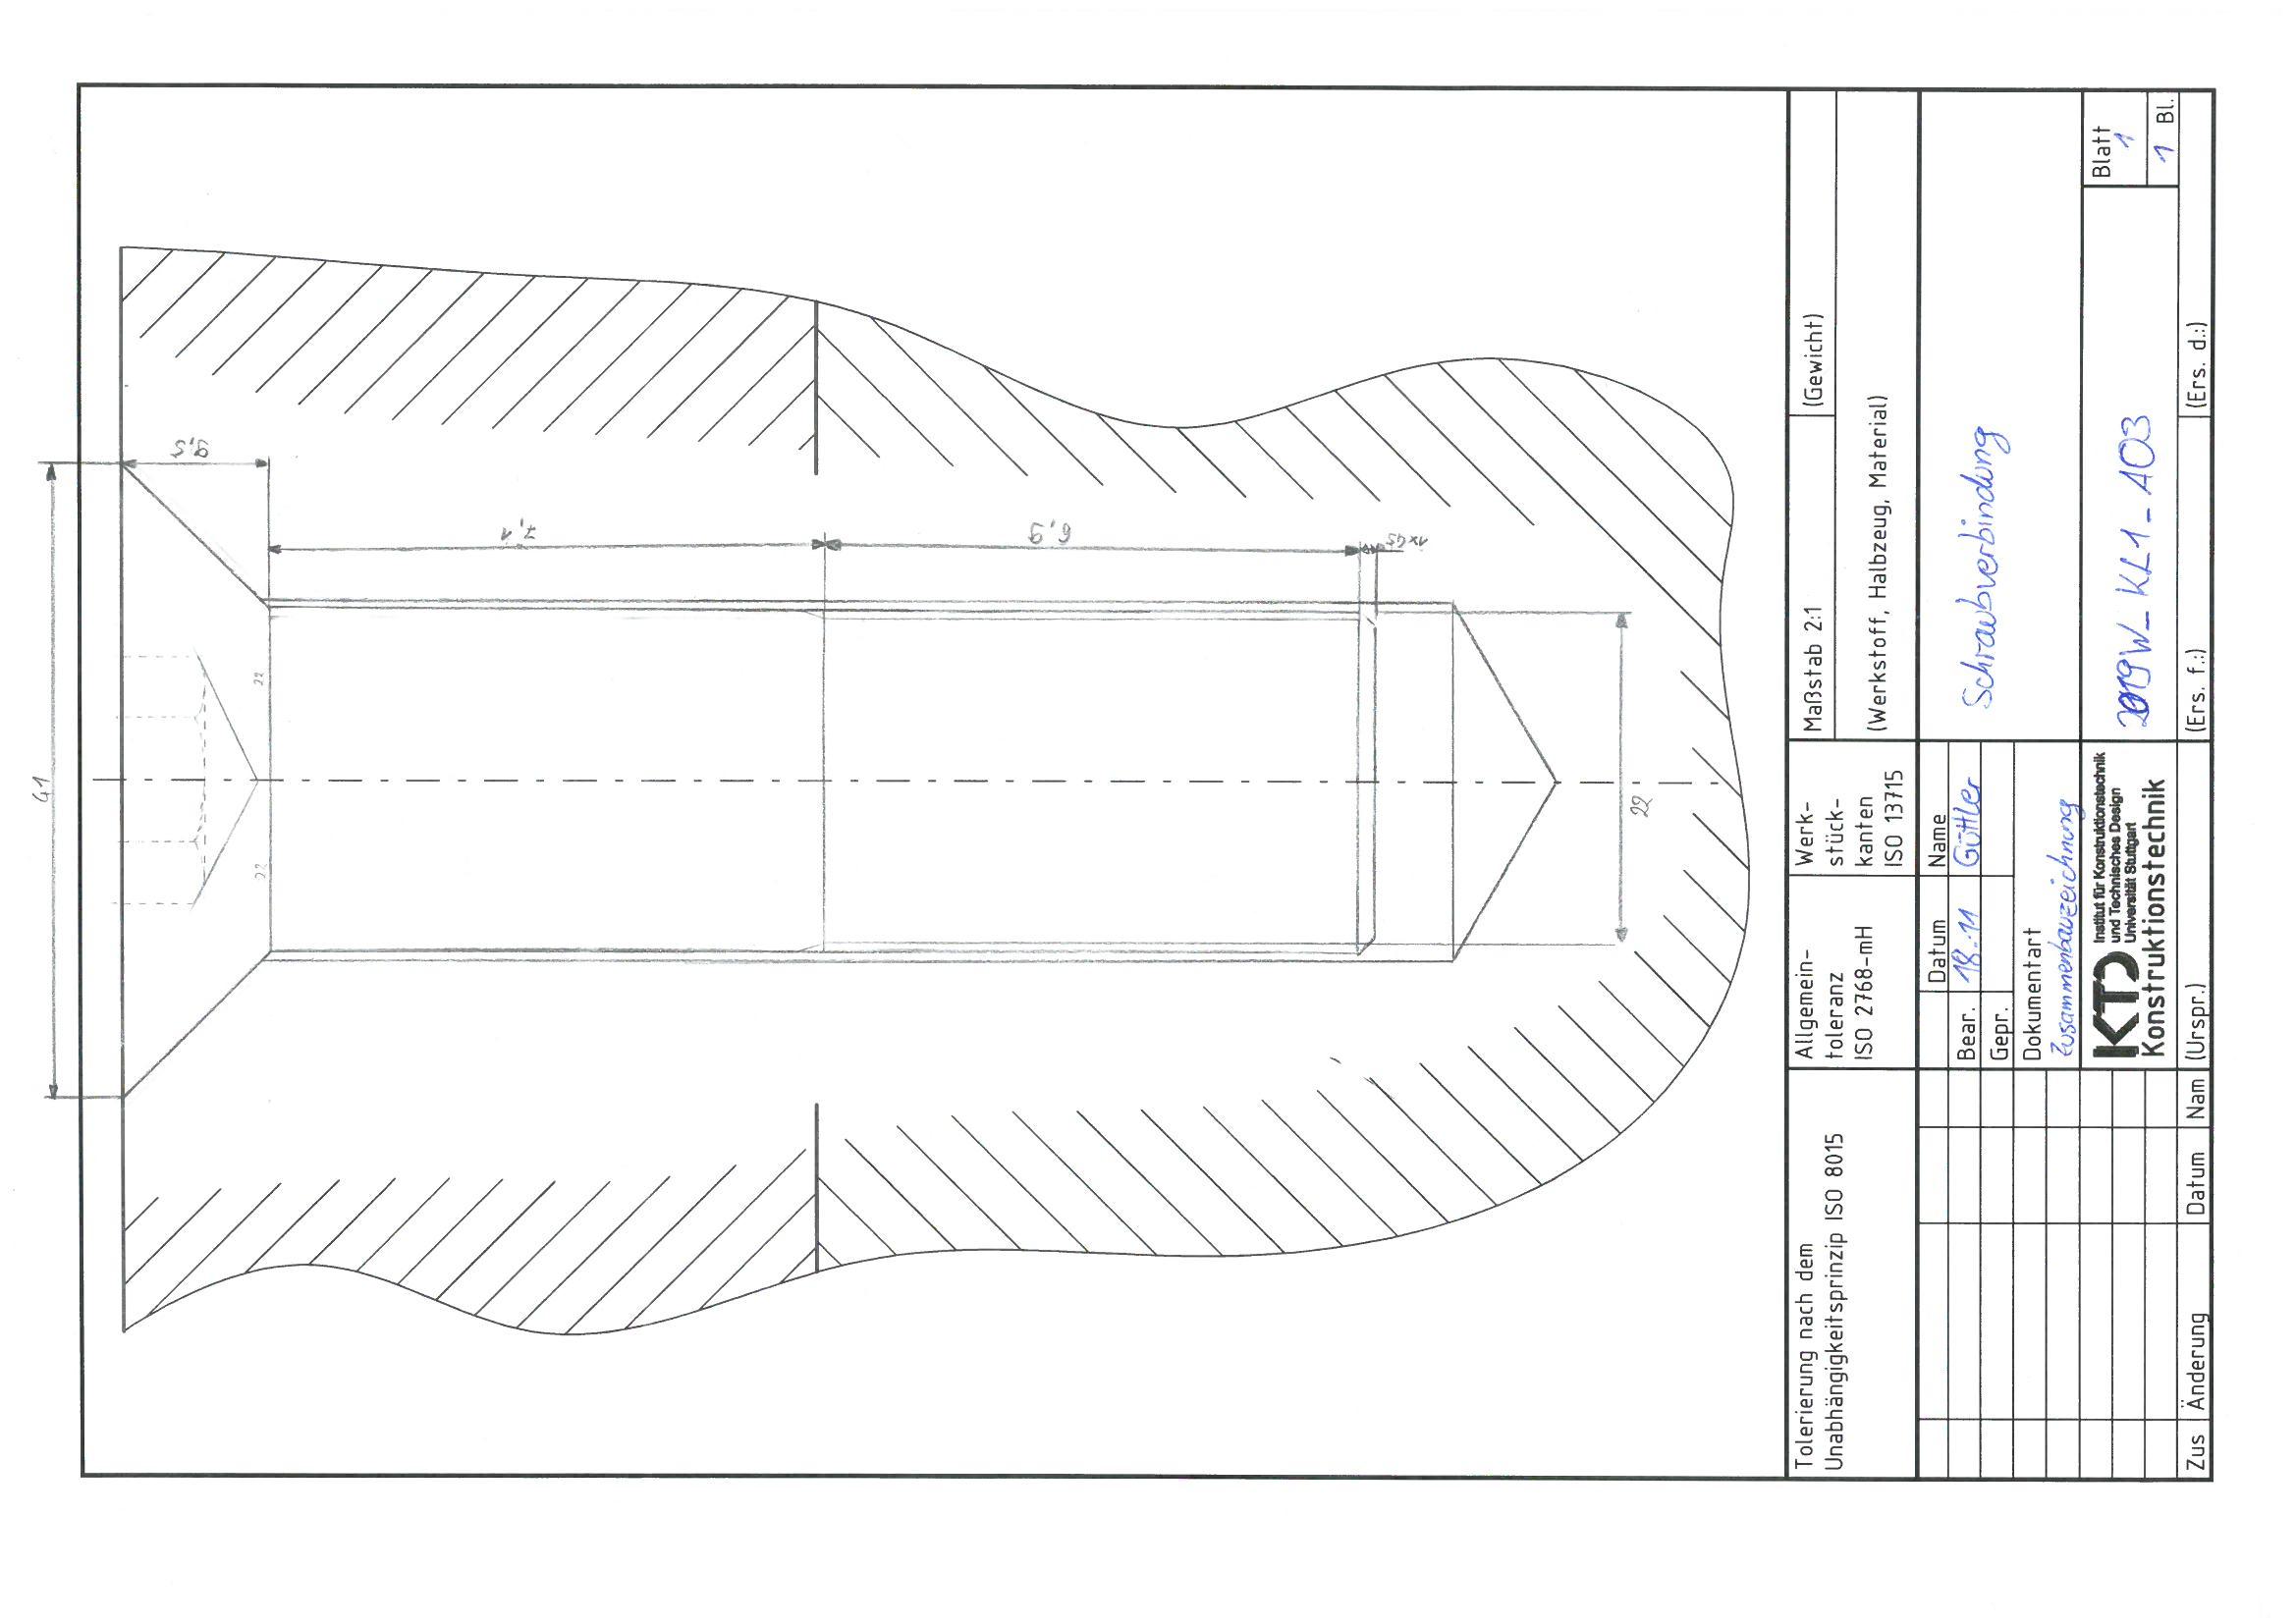 41
9,5
7,1
6,9
1x45
22
22
22
Tolerierung nach dem
Unabhängigkeitsprinzip ISO 8015
Allgemein-
toleranz
ISO 2768-mH
Werk-
stück-
kanten
ISO 13715
Maßstab 2:1
(Gewicht)
(Werkstoff, Halbzeug, Material)
Datum
Name
Bear.
18.11
Güttler
Gepr.
Schraubverbindung
Dokumentart
Zusammenbauzeichnung
KTD
Institut für Konstruktionstechnik
und Technisches Design
Universität Stuttgart
Konstruktionstechnik
2019W_KL1_A03
Blatt
1
1 Bl.
Zus
Änderung
Datum
Nam
(Urspr.)
(Ers. f.:)
(Ers. d.:)